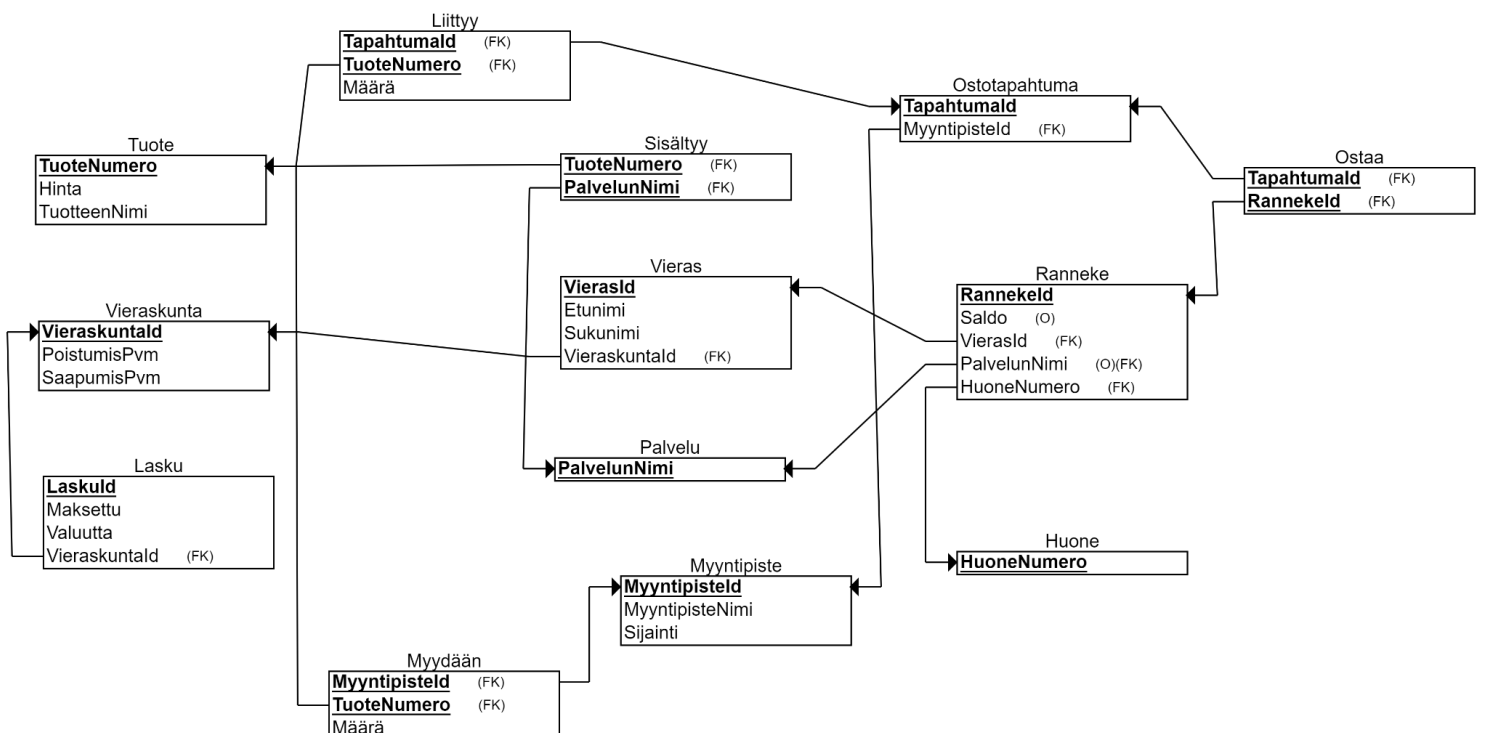 Liittyy
TapahtumaId (FK)
TuoteNumero (FK)
Määrä
Ostotapahtuma
TapahtumaId
MyyntipisteId (FK)
Tuote
TuoteNumero
Hinta
TuotteenNimi
Sisältyy
TuoteNumero (FK)
PalvelunNimi (FK)
Ostaa
TapahtumaId (FK)
RannekeId (FK)
Vieras
VierasId
Etunimi
Sukunimi
VieraskuntaId (FK)
Ranneke
RannekeId
Saldo (O)
VierasId (FK)
PalvelunNimi (O)(FK)
HuoneNumero (FK)
Vieraskunta
VieraskuntaId
PoistumisPvm
SaapumisPvm
Palvelu
PalvelunNimi
Lasku
LaskuId
Maksettu
Valuutta
VieraskuntaId (FK)
Huone
HuoneNumero
Myyntipiste
MyyntipisteId
MyyntipisteNimi
Sijainti
Myydään
MyyntipisteId (FK)
TuoteNumero (FK)
Määrä